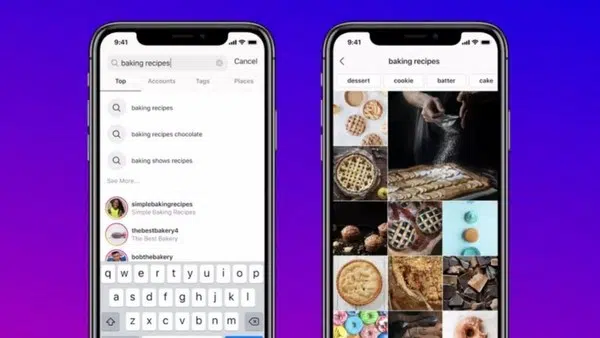 9:41
baking recipes
Cancel
Top Accounts Tags Places
baking recipes
baking recipes chocolate
baking shows recipes
See More...
simplebakingrecipes
Simple Baking Recipes
thebestbakery4
The Best Bakery
bobthebakery
q w e r t y u i o p
a s d f g h j k l
z x c v b n m
9:41
baking recipes
dessert cookie batter cake